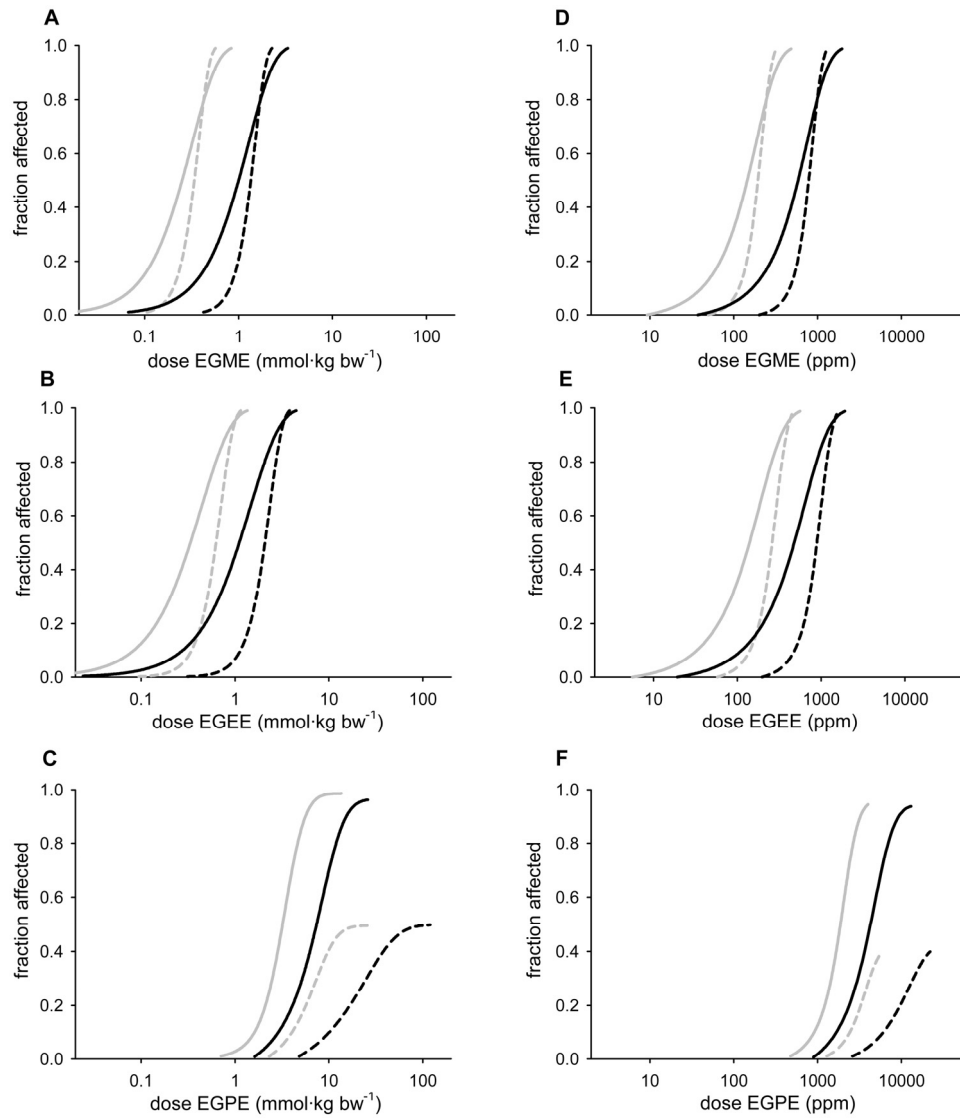 A
fraction affected
1.0
0.8
0.6
0.4
0.2
0.0
0.1 1 10 100
dose EGME (mmol·kg bw⁻¹)
D
fraction affected
1.0
0.8
0.6
0.4
0.2
0.0
10 100 1000 10000
dose EGME (ppm)
B
fraction affected
1.0
0.8
0.6
0.4
0.2
0.0
0.1 1 10 100
dose EGEE (mmol·kg bw⁻¹)
E
fraction affected
1.0
0.8
0.6
0.4
0.2
0.0
10 100 1000 10000
dose EGEE (ppm)
C
fraction affected
1.0
0.8
0.6
0.4
0.2
0.0
0.1 1 10 100
dose EGPE (mmol·kg bw⁻¹)
F
fraction affected
1.0
0.8
0.6
0.4
0.2
0.0
10 100 1000 10000
dose EGPE (ppm)